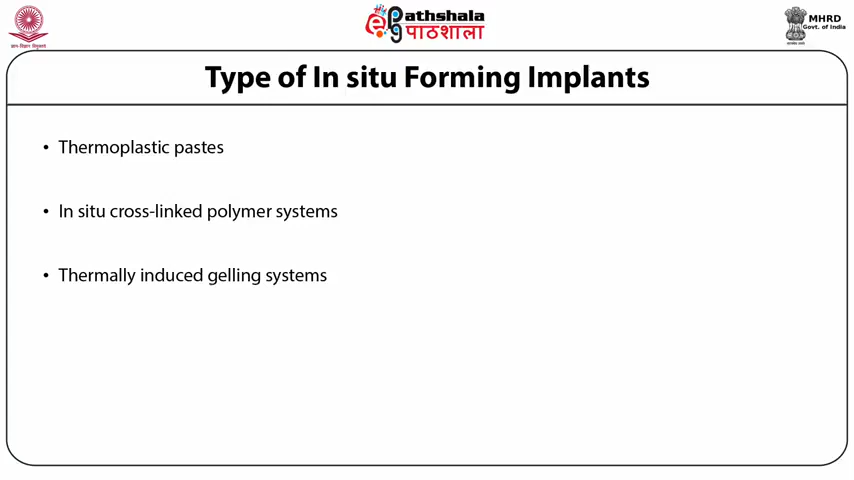 ePathshala
पाठशाला
MHRD
Govt. of India
Type of In situ Forming Implants
• Thermoplastic pastes
• In situ cross-linked polymer systems
• Thermally induced gelling systems